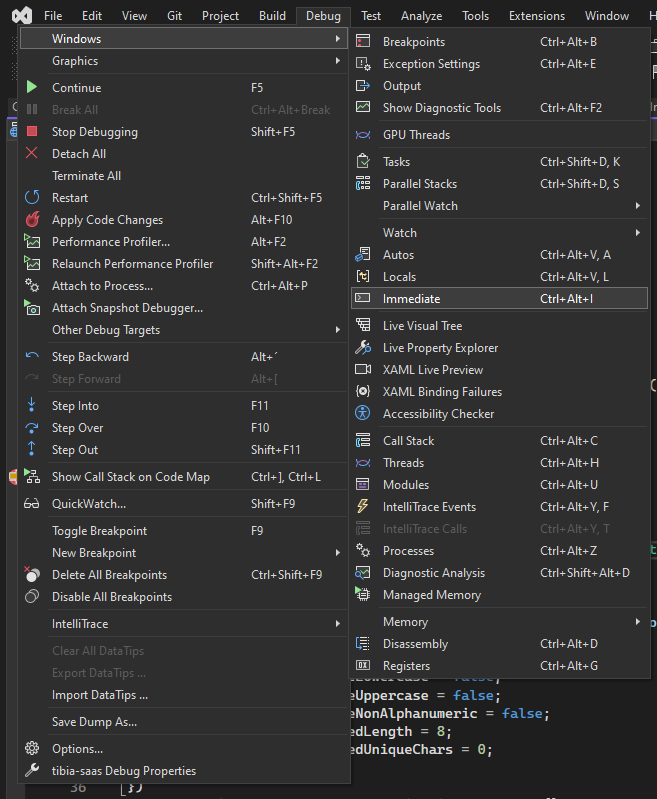 File Edit View Git Project Build Debug Test Analyze Tools Extensions Window
Windows
Graphics
Continue F5
Break All Ctrl+Alt+Break
Stop Debugging Shift+F5
Detach All
Terminate All
Restart Ctrl+Shift+F5
Apply Code Changes Alt+F10
Performance Profiler... Alt+F2
Relaunch Performance Profiler Shift+Alt+F2
Attach to Process... Ctrl+Alt+P
Attach Snapshot Debugger...
Other Debug Targets
Step Backward Alt+´
Step Forward Alt+[
Step Into F11
Step Over F10
Step Out Shift+F11
Show Call Stack on Code Map Ctrl+], Ctrl+L
QuickWatch... Shift+F9
Toggle Breakpoint F9
New Breakpoint
Delete All Breakpoints Ctrl+Shift+F9
Disable All Breakpoints
IntelliTrace
Clear All DataTips
Export DataTips ...
Import DataTips ...
Save Dump As...
Options...
tibia-saas Debug Properties
Breakpoints Ctrl+Alt+B
Exception Settings Ctrl+Alt+E
Output
Show Diagnostic Tools Ctrl+Alt+F2
GPU Threads
Tasks Ctrl+Shift+D, K
Parallel Stacks Ctrl+Shift+D, S
Parallel Watch
Watch
Autos Ctrl+Alt+V, A
Locals Ctrl+Alt+V, L
Immediate Ctrl+Alt+I
Live Visual Tree
Live Property Explorer
XAML Live Preview
XAML Binding Failures
Accessibility Checker
Call Stack Ctrl+Alt+C
Threads Ctrl+Alt+H
Modules Ctrl+Alt+U
IntelliTrace Events Ctrl+Alt+Y, F
IntelliTrace Calls Ctrl+Alt+Y, T
Processes Ctrl+Alt+Z
Diagnostic Analysis Ctrl+Shift+Alt+D
Managed Memory
Memory
Disassembly Ctrl+Alt+D
Registers Ctrl+Alt+G
eLowercase = false;
eUppercase = false;
eNonAlphanumeric = false;
edLength = 8;
edUniqueChars = 0;
36 })